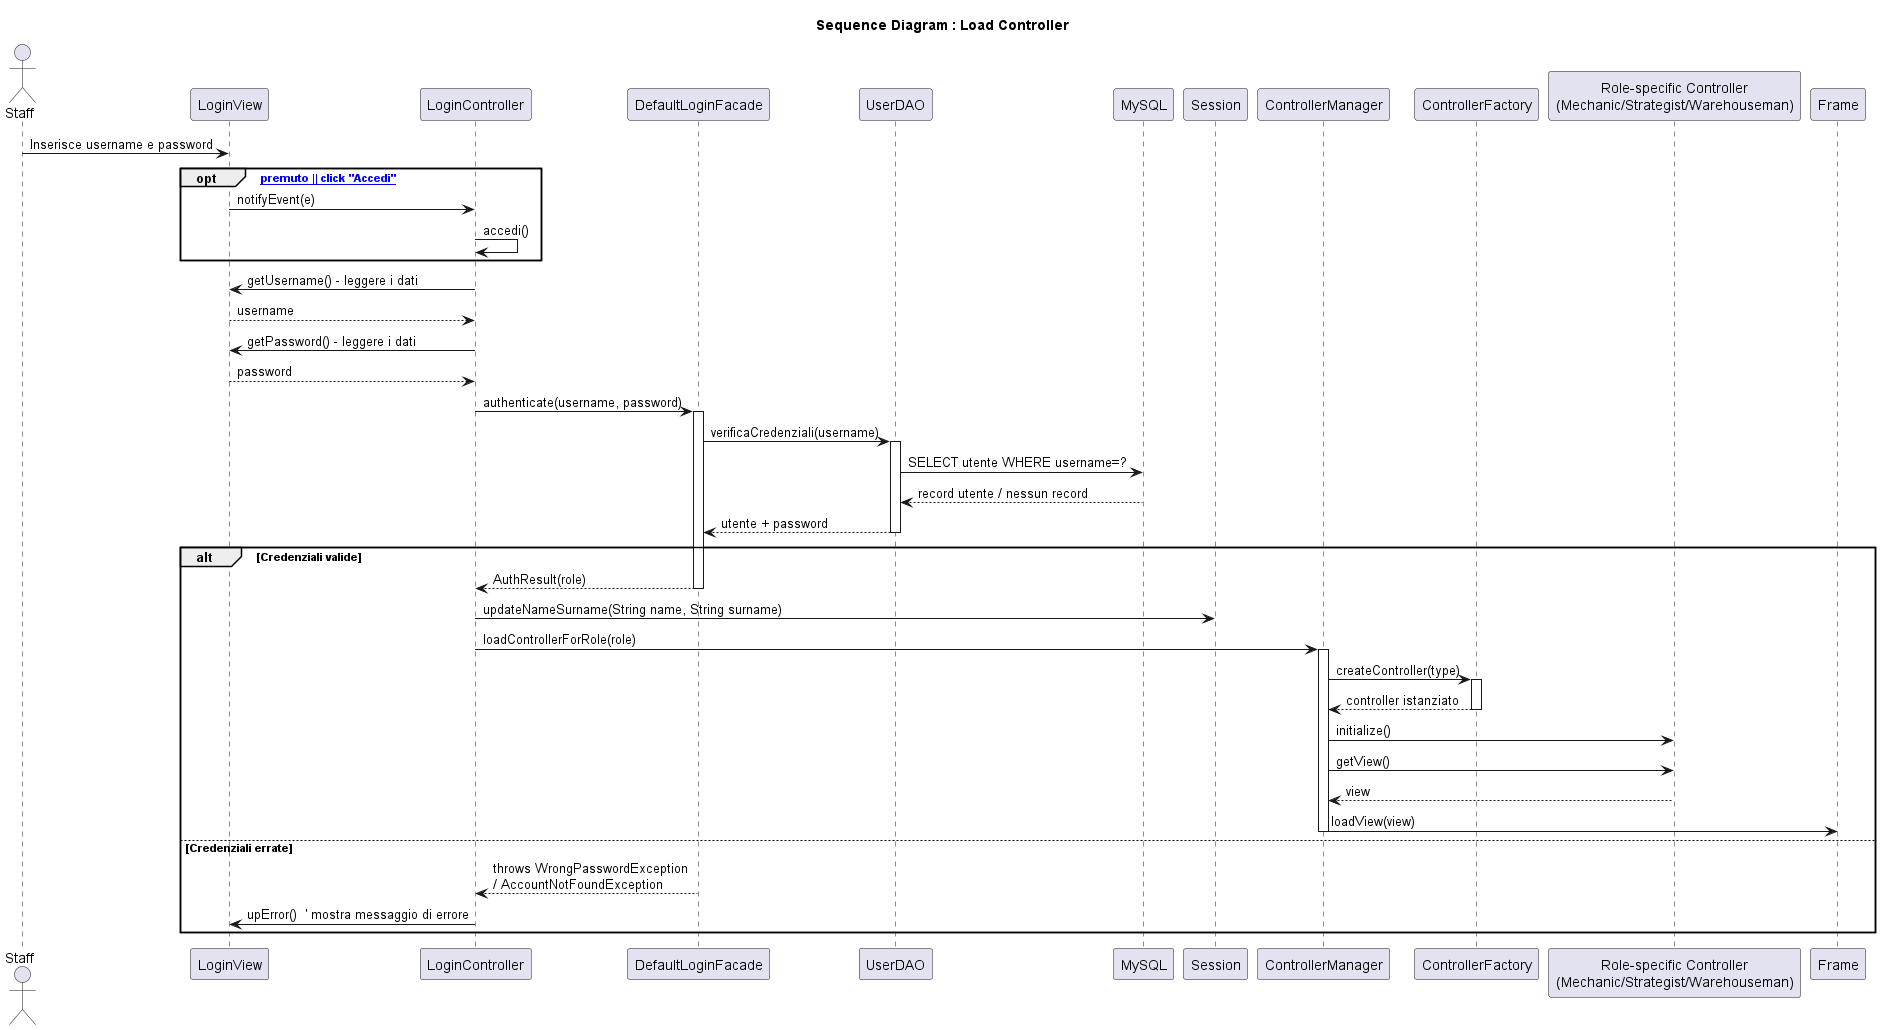 Sequence Diagram : Load Controller
Staff
LoginView
LoginController
DefaultLoginFacade
UserDAO
MySQL
Session
ControllerManager
ControllerFactory
Role-specific Controller
(Mechanic/Strategist/Warehouseman)
Frame
Inserisce username e password
opt
premuto || click "Accedi"
notifyEvent(e)
accedi()
getUsername() - leggere i dati
username
getPassword() - leggere i dati
password
authenticate(username, password)
verificaCredenziali(username)
SELECT utente WHERE username=?
record utente / nessun record
utente + password
alt
[Credenziali valide]
AuthResult(role)
updateNameSurname(String name, String surname)
loadControllerForRole(role)
createController(type)
controller istanziato
initialize()
getView()
view
loadView(view)
[Credenziali errate]
throws WrongPasswordException
/ AccountNotFoundException
upError()  ' mostra messaggio di errore
Staff
LoginView
LoginController
DefaultLoginFacade
UserDAO
MySQL
Session
ControllerManager
ControllerFactory
Role-specific Controller
(Mechanic/Strategist/Warehouseman)
Frame